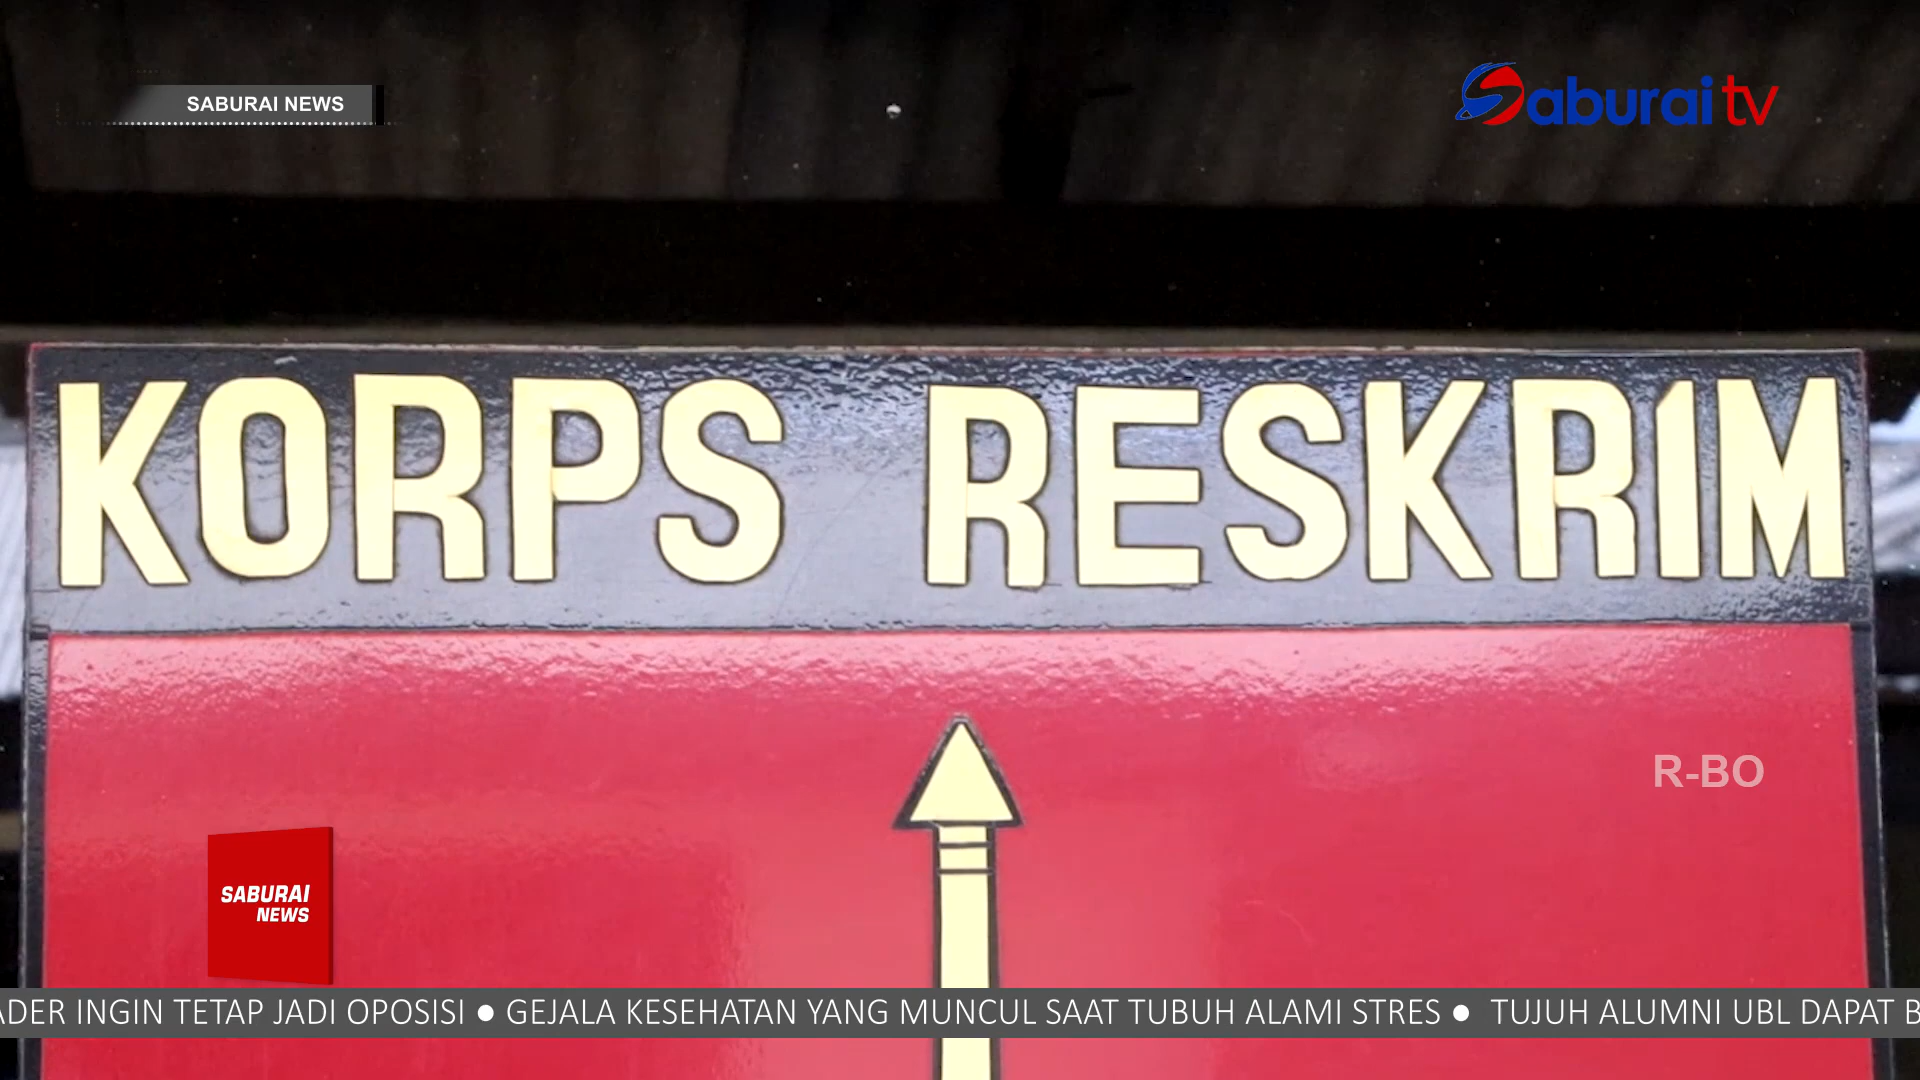 SABURAI NEWS
Saburai tv
KORPS RESKRIM
R-BO
SABURAI
NEWS
ADER INGIN TETAP JADI OPOSISI ● GEJALA KESEHATAN YANG MUNCUL SAAT TUBUH ALAMI STRES ● TUJUH ALUMNI UBL DAPAT B